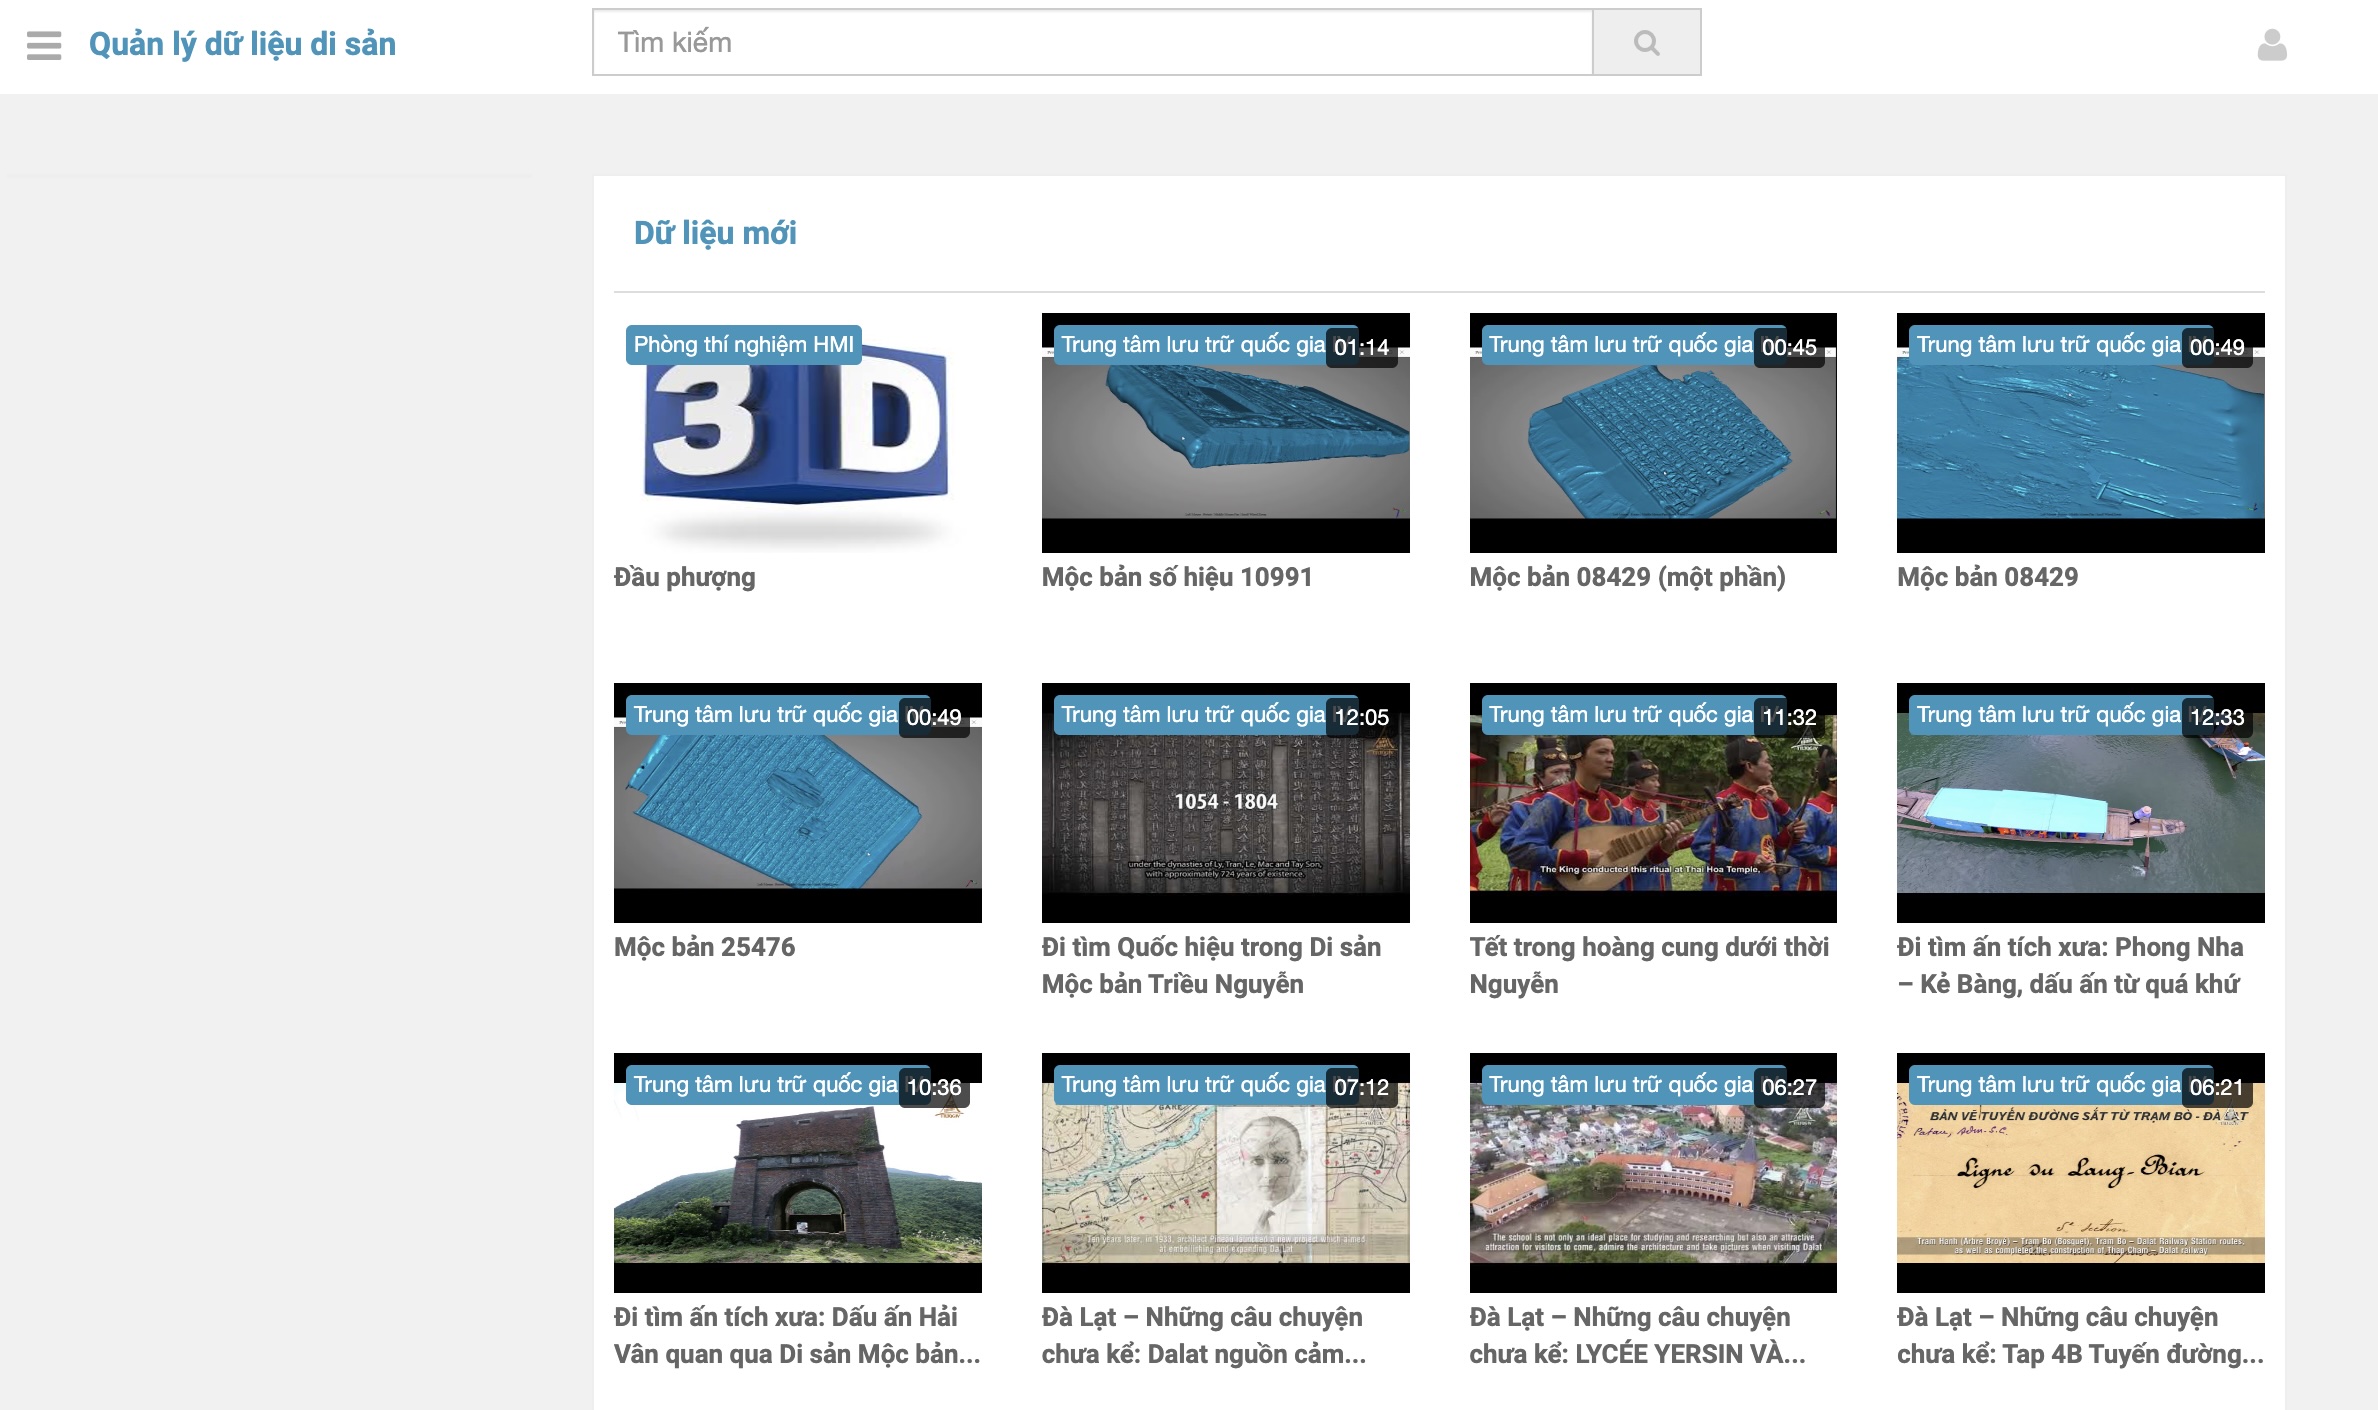 Quản lý dữ liệu di sản
Tìm kiếm
Dữ liệu mới
Phòng thí nghiệm HMI
3D
Đầu phượng
Trung tâm lưu trữ quốc gia
01:14
Mộc bản số hiệu 10991
Trung tâm lưu trữ quốc gia
00:45
Mộc bản 08429 (một phần)
Trung tâm lưu trữ quốc gia
00:49
Mộc bản 08429
Trung tâm lưu trữ quốc gia
00:49
Mộc bản 25476
Trung tâm lưu trữ quốc gia
12:05
1054 - 1804
under the dynasties of Ly, Tran, Le, Mac and Tay Son,
with approximately 724 years of existence.
Đi tìm Quốc hiệu trong Di sản
Mộc bản Triều Nguyễn
Trung tâm lưu trữ quốc gia
11:32
The King conducted this ritual at Thai Hoa Temple,
Tết trong hoàng cung dưới thời
Nguyễn
Trung tâm lưu trữ quốc gia
12:33
Đi tìm ấn tích xưa: Phong Nha
– Kẻ Bàng, dấu ấn từ quá khứ
Trung tâm lưu trữ quốc gia
10:36
Đi tìm ấn tích xưa: Dấu ấn Hải
Vân quan qua Di sản Mộc bản...
Trung tâm lưu trữ quốc gia
07:12
GARE
Ten years later, in 1933, architect Pineau launched a new project which aimed
at embellishing and expanding Da Lat
Đà Lạt – Những câu chuyện
chưa kể: Dalat nguồn cảm...
Trung tâm lưu trữ quốc gia
06:27
The school is not only an ideal place for studying and researching but also an attractive
attraction for visitors to come, admire the architecture and take pictures when visiting Dalat
Đà Lạt – Những câu chuyện
chưa kể: LYCÉE YERSIN VÀ...
Trung tâm lưu trữ quốc gia
06:21
BẢN VẼ TUYẾN ĐƯỜNG SẮT TỪ TRẠM BÒ - ĐÀ LẠT
Ligne du Lang-Bian
5e section
Tram Hanh (Arbre Broye) – Tram Bo (Bosquet), Tram Bo – Dalat Railway Station routes,
as well as completed the construction of Thap Cham – Dalat railway
Đà Lạt – Những câu chuyện
chưa kể: Tap 4B Tuyến đường...